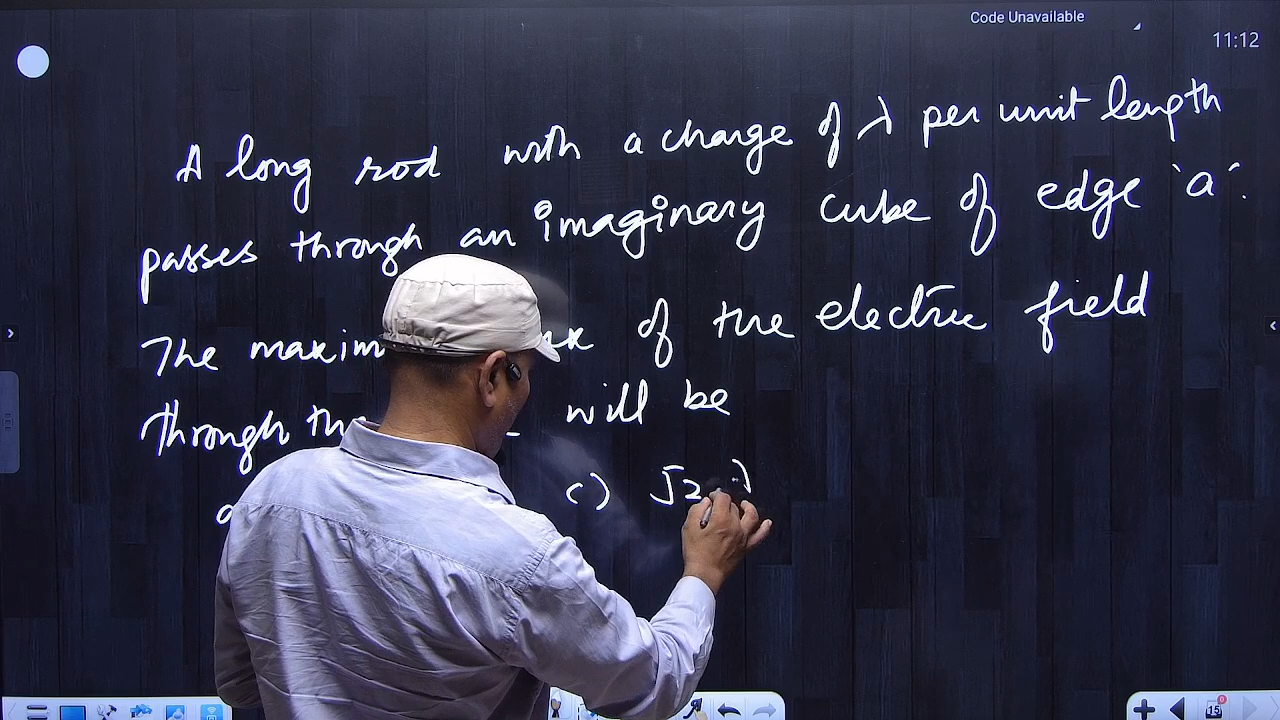 Code Unavailable
11:12
A long rod with a charge of λ per unit length
passes through an imaginary cube of edge 'a'.
The maxim of the electric field
through will be
c) √2 λ
15